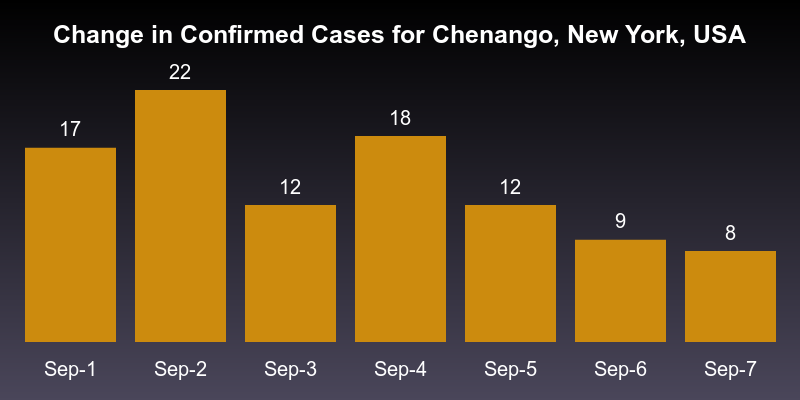 Change in Confirmed Cases for Chenango, New York, USA
17
22
12
18
12
9
8
Sep-1
Sep-2
Sep-3
Sep-4
Sep-5
Sep-6
Sep-7